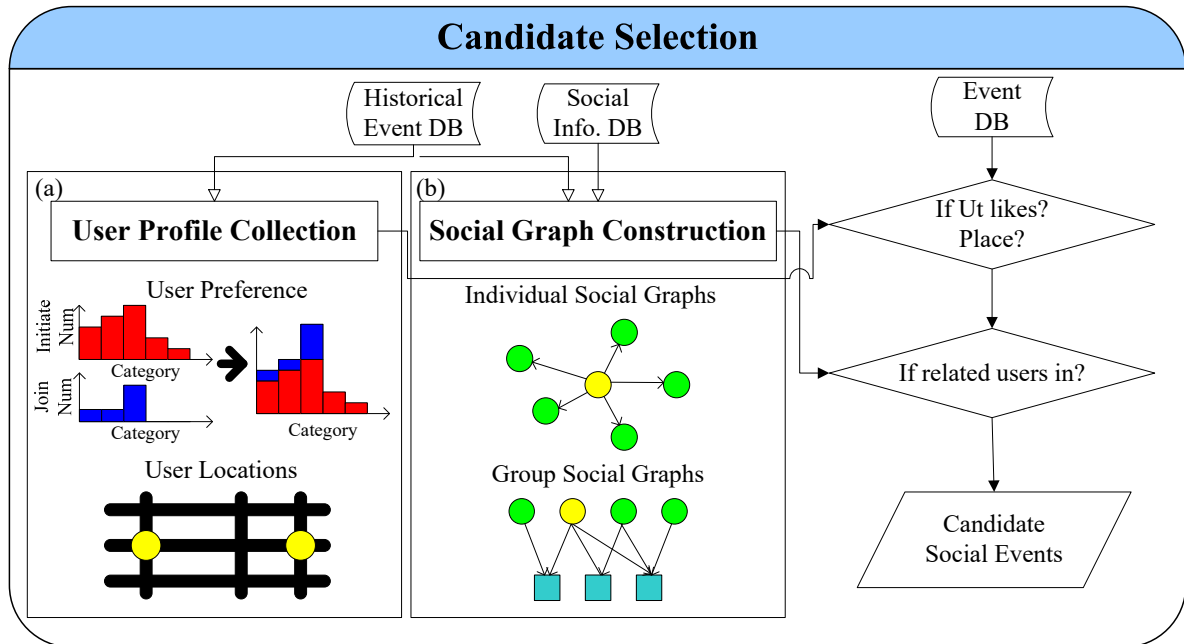 Candidate Selection
Historical
Event DB
Social
Info. DB
Event
DB
(a)
User Profile Collection
(b)
Social Graph Construction
If Ut likes?
Place?
User Preference
Initiate
Num
Category
Join
Num
Category
Category
User Locations
Individual Social Graphs
Group Social Graphs
If related users in?
Candidate
Social Events